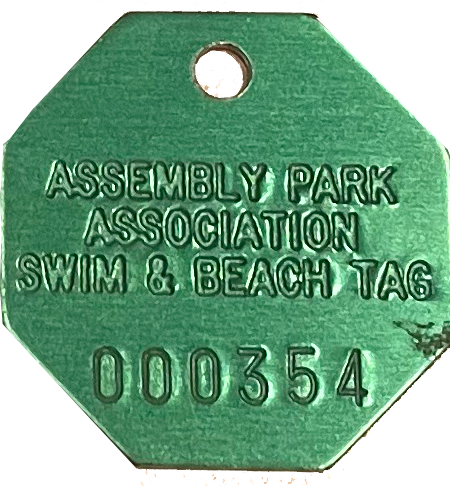 ASSEMBLY PARK
ASSOCIATION
SWIM & BEACH TAG
000354